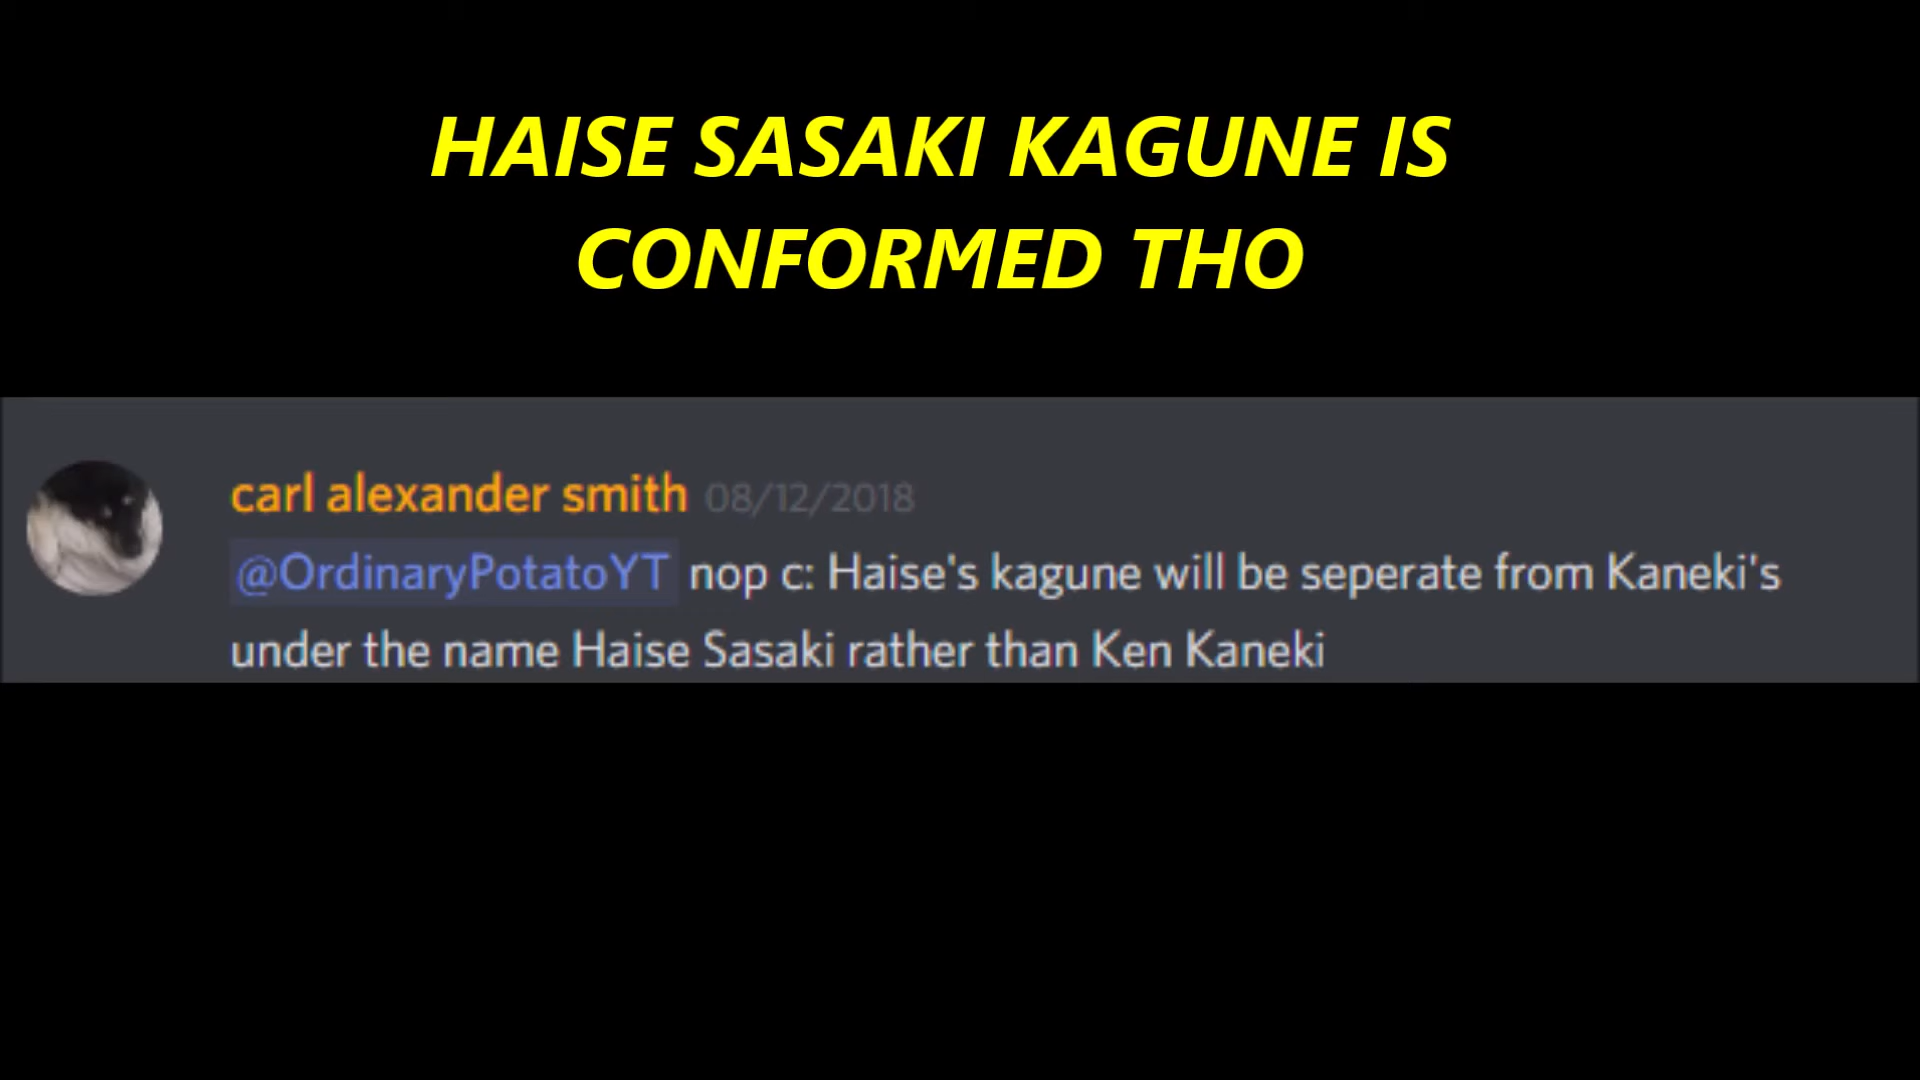 HAISE SASAKI KAGUNE IS
CONFORMED THO
carl alexander smith 08/12/2018
@OrdinaryPotatoYT nop c: Haise's kagune will be seperate from Kaneki's
under the name Haise Sasaki rather than Ken Kaneki